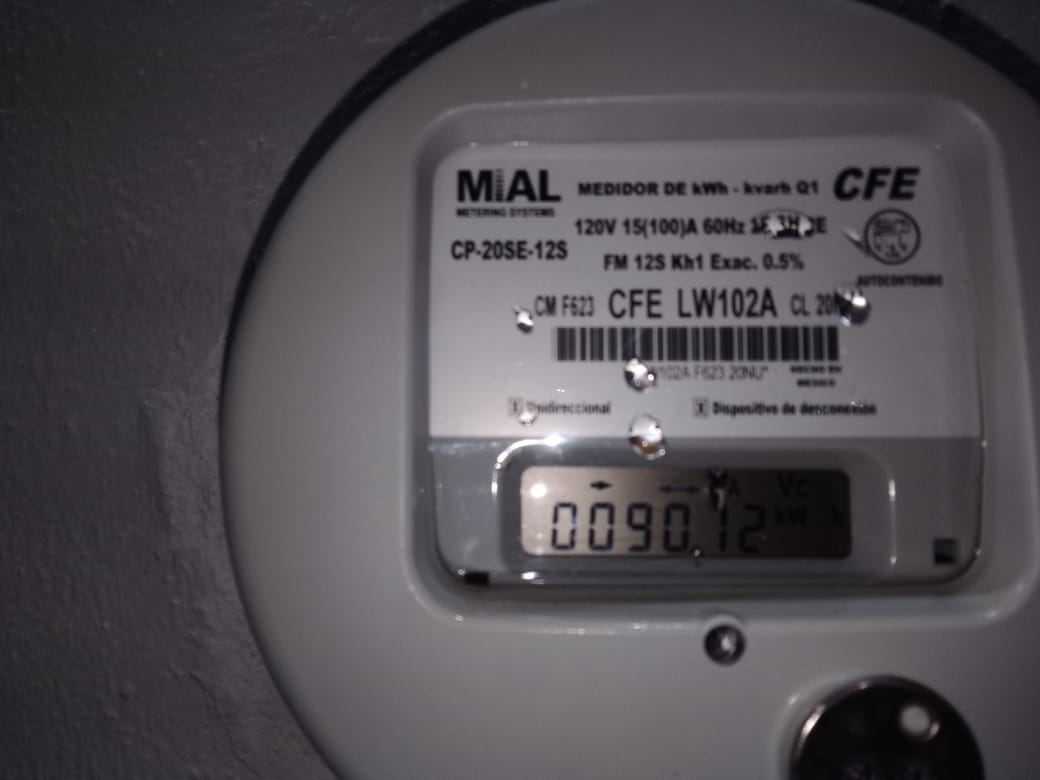 MiAL
METERING SYSTEMS
MEDIDOR DE kWh - kvarh Q1
CFE
120V 15(100)A 60Hz
CP-20SE-12S
FM 12S Kh1 Exac. 0.5%
AUTOCONTENIDO
CM F623 CFE LW102A CL
F623 20NU*
HECHO EN
MEXICO
Unidireccional
Dispositivo de desconexión
Vc
0090.12 kW h